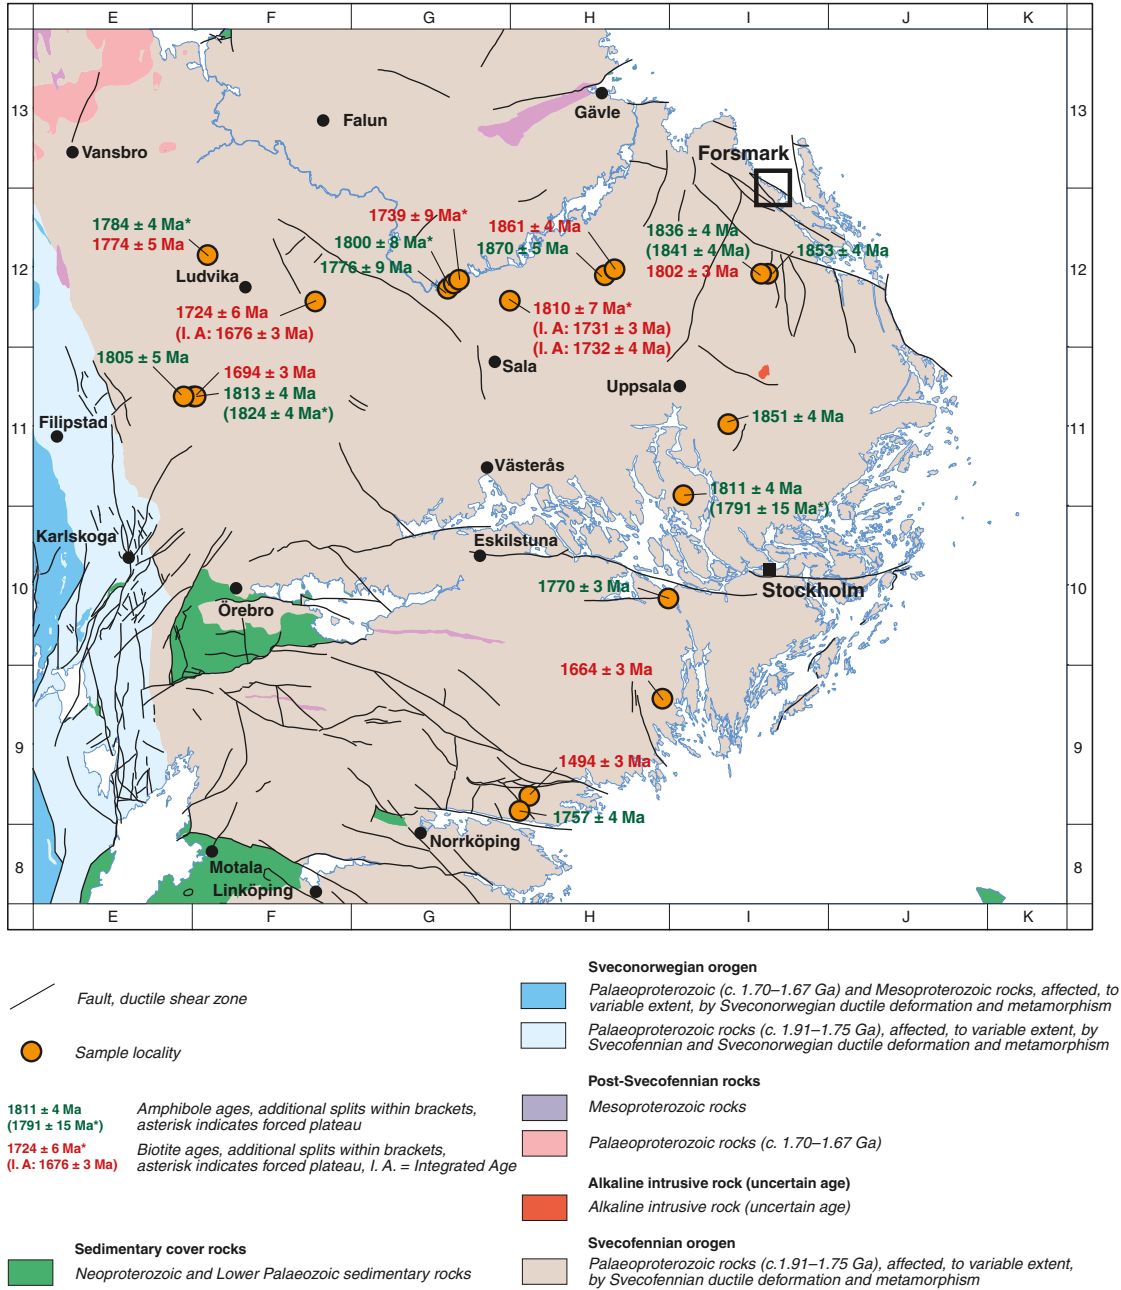 E F G H I J K
13 13
Gävle
Falun
Vansbro
Forsmark
1784 ± 4 Ma*
1774 ± 5 Ma
1739 ± 9 Ma*
1800 ± 8 Ma*
1776 ± 9 Ma
1861 ± 4 Ma
1870 ± 5 Ma
1836 ± 4 Ma
(1841 ± 4 Ma)
1802 ± 3 Ma
1853 ± 4 Ma
12 12
Ludvika
1724 ± 6 Ma
(I. A: 1676 ± 3 Ma)
1810 ± 7 Ma*
(I. A: 1731 ± 3 Ma)
(I. A: 1732 ± 4 Ma)
1805 ± 5 Ma
1694 ± 3 Ma
1813 ± 4 Ma
(1824 ± 4 Ma*)
Sala
Uppsala
Filipstad
1851 ± 4 Ma
11 11
Västerås
1811 ± 4 Ma
(1791 ± 15 Ma*)
Karlskoga
Eskilstuna
1770 ± 3 Ma
Stockholm
10 10
Örebro
1664 ± 3 Ma
9 9
1494 ± 3 Ma
1757 ± 4 Ma
Norrköping
Motala
Linköping
8 8
E F G H I J K
Fault, ductile shear zone
Sample locality
1811 ± 4 Ma
(1791 ± 15 Ma*)
Amphibole ages, additional splits within brackets,
asterisk indicates forced plateau
1724 ± 6 Ma*
(I. A: 1676 ± 3 Ma)
Biotite ages, additional splits within brackets,
asterisk indicates forced plateau, I. A. = Integrated Age
Sedimentary cover rocks
Neoproterozoic and Lower Palaeozoic sedimentary rocks
Sveconorwegian orogen
Palaeoproterozoic (c. 1.70–1.67 Ga) and Mesoproterozoic rocks, affected, to
variable extent, by Sveconorwegian ductile deformation and metamorphism
Palaeoproterozoic rocks (c. 1.91–1.75 Ga), affected, to variable extent, by
Svecofennian and Sveconorwegian ductile deformation and metamorphism
Post-Svecofennian rocks
Mesoproterozoic rocks
Palaeoproterozoic rocks (c. 1.70–1.67 Ga)
Alkaline intrusive rock (uncertain age)
Alkaline intrusive rock (uncertain age)
Svecofennian orogen
Palaeoproterozoic rocks (c.1.91–1.75 Ga), affected, to variable extent,
by Svecofennian ductile deformation and metamorphism